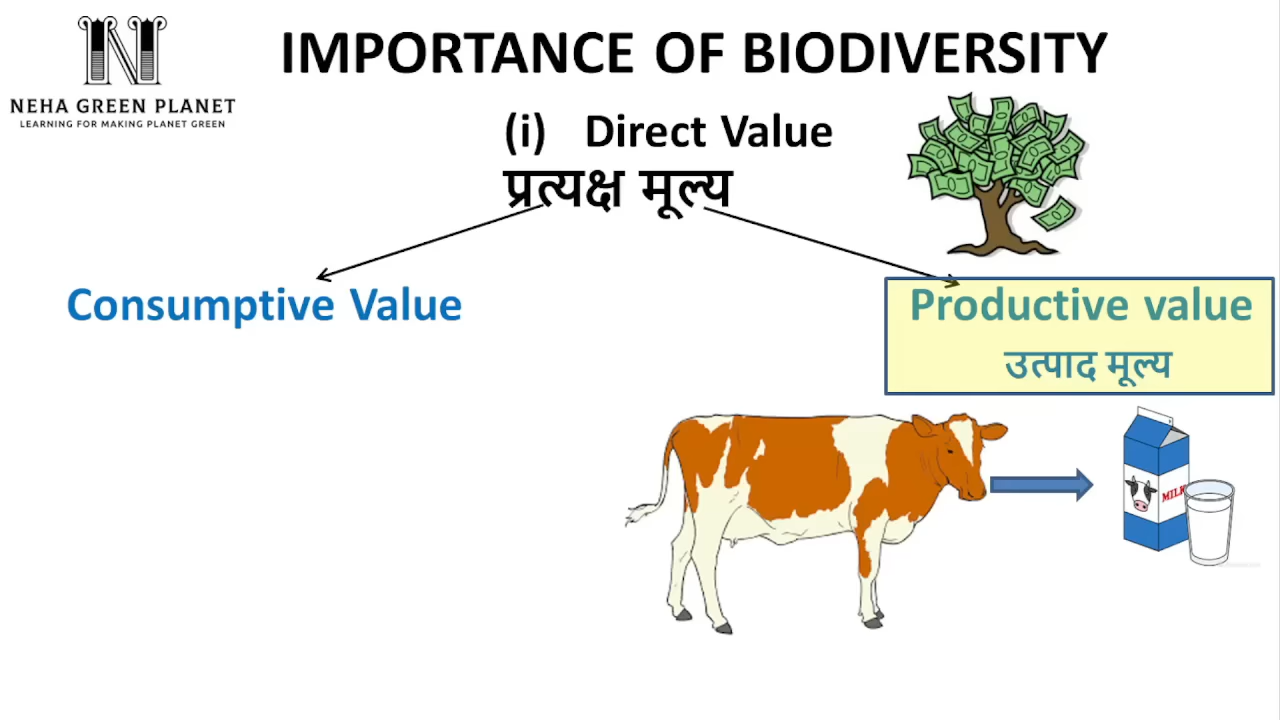 N
NEHA GREEN PLANET
LEARNING FOR MAKING PLANET GREEN
IMPORTANCE OF BIODIVERSITY
(i) Direct Value
प्रत्यक्ष मूल्य
Consumptive Value
Productive value
उत्पाद मूल्य
MILK